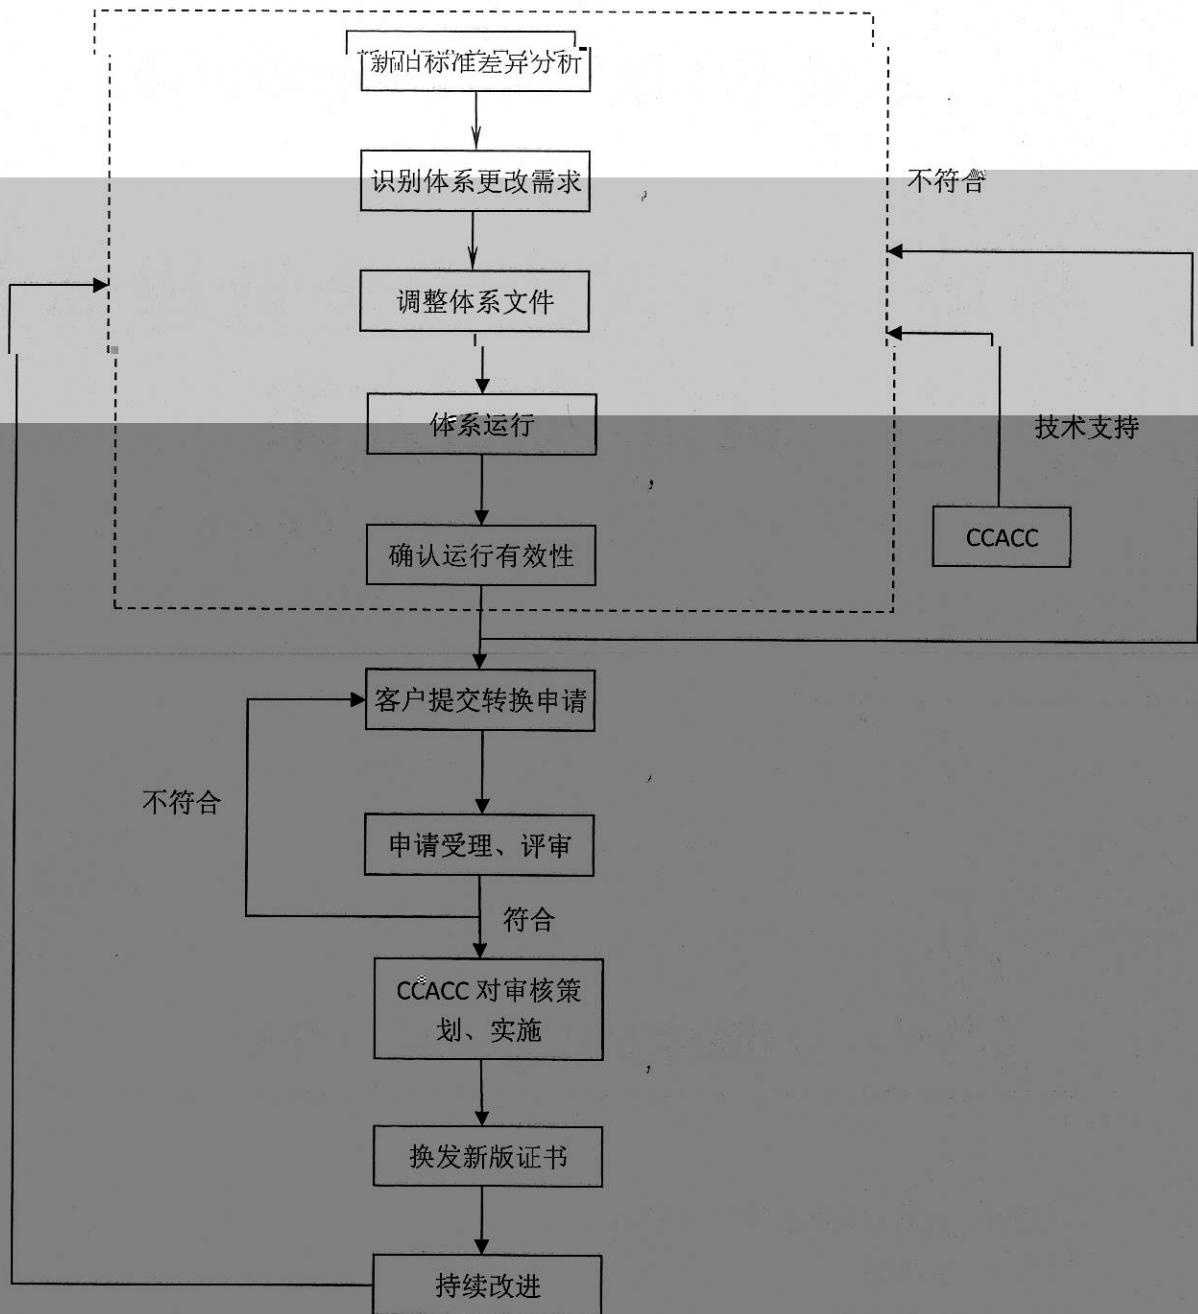 新旧标准差异分析
识别体系更改需求
不符合
调整体系文件
体系运行
技术支持
CCACC
确认运行有效性
客户提交转换申请
不符合
申请受理、评审
符合
CCACC 对审核策
划、实施
换发新版证书
持续改进